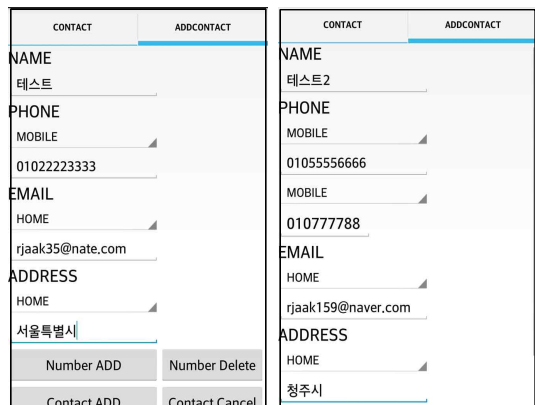 CONTACT ADDCONTACT
NAME
테스트
PHONE
MOBILE
01022223333
EMAIL
HOME
rjaak35@nate.com
ADDRESS
HOME
서울특별시
Number ADD Number Delete
Contact ADD Contact Cancel
CONTACT ADDCONTACT
NAME
테스트2
PHONE
MOBILE
01055556666
MOBILE
010777788
EMAIL
HOME
rjaak159@naver.com
ADDRESS
HOME
청주시